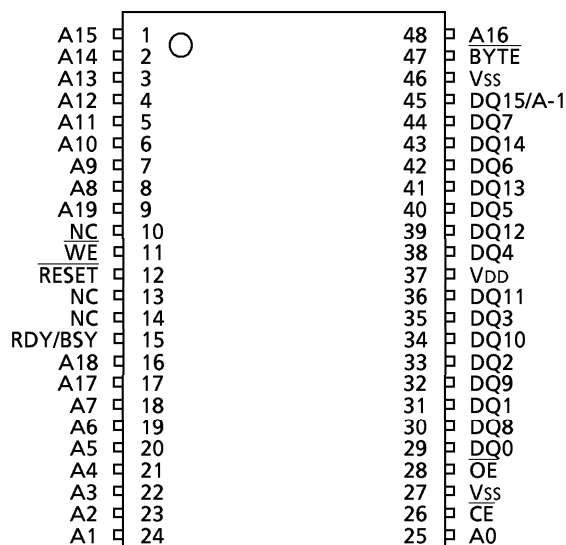 A15 1 48 A16
A14 2 47 BYTE
A13 3 46 Vss
A12 4 45 DQ15/A-1
A11 5 44 DQ7
A10 6 43 DQ14
A9 7 42 DQ6
A8 8 41 DQ13
A19 9 40 DQ5
NC 10 39 DQ12
WE 11 38 DQ4
RESET 12 37 VDD
NC 13 36 DQ11
NC 14 35 DQ3
RDY/BSY 15 34 DQ10
A18 16 33 DQ2
A17 17 32 DQ9
A7 18 31 DQ1
A6 19 30 DQ8
A5 20 29 DQ0
A4 21 28 OE
A3 22 27 Vss
A2 23 26 CE
A1 24 25 A0